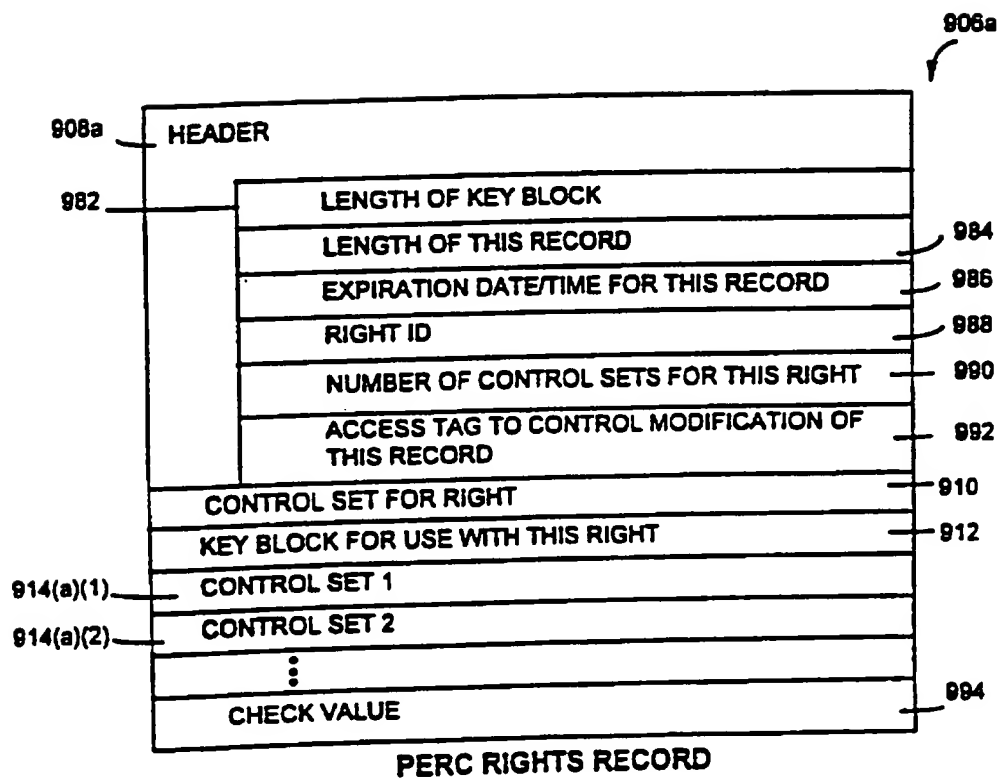 906a
908a
HEADER
982
LENGTH OF KEY BLOCK
LENGTH OF THIS RECORD
984
EXPIRATION DATE/TIME FOR THIS RECORD
986
RIGHT ID
988
NUMBER OF CONTROL SETS FOR THIS RIGHT
990
ACCESS TAG TO CONTROL MODIFICATION OF
THIS RECORD
992
CONTROL SET FOR RIGHT
910
KEY BLOCK FOR USE WITH THIS RIGHT
912
914(a)(1)
CONTROL SET 1
914(a)(2)
CONTROL SET 2
CHECK VALUE
994
PERC RIGHTS RECORD